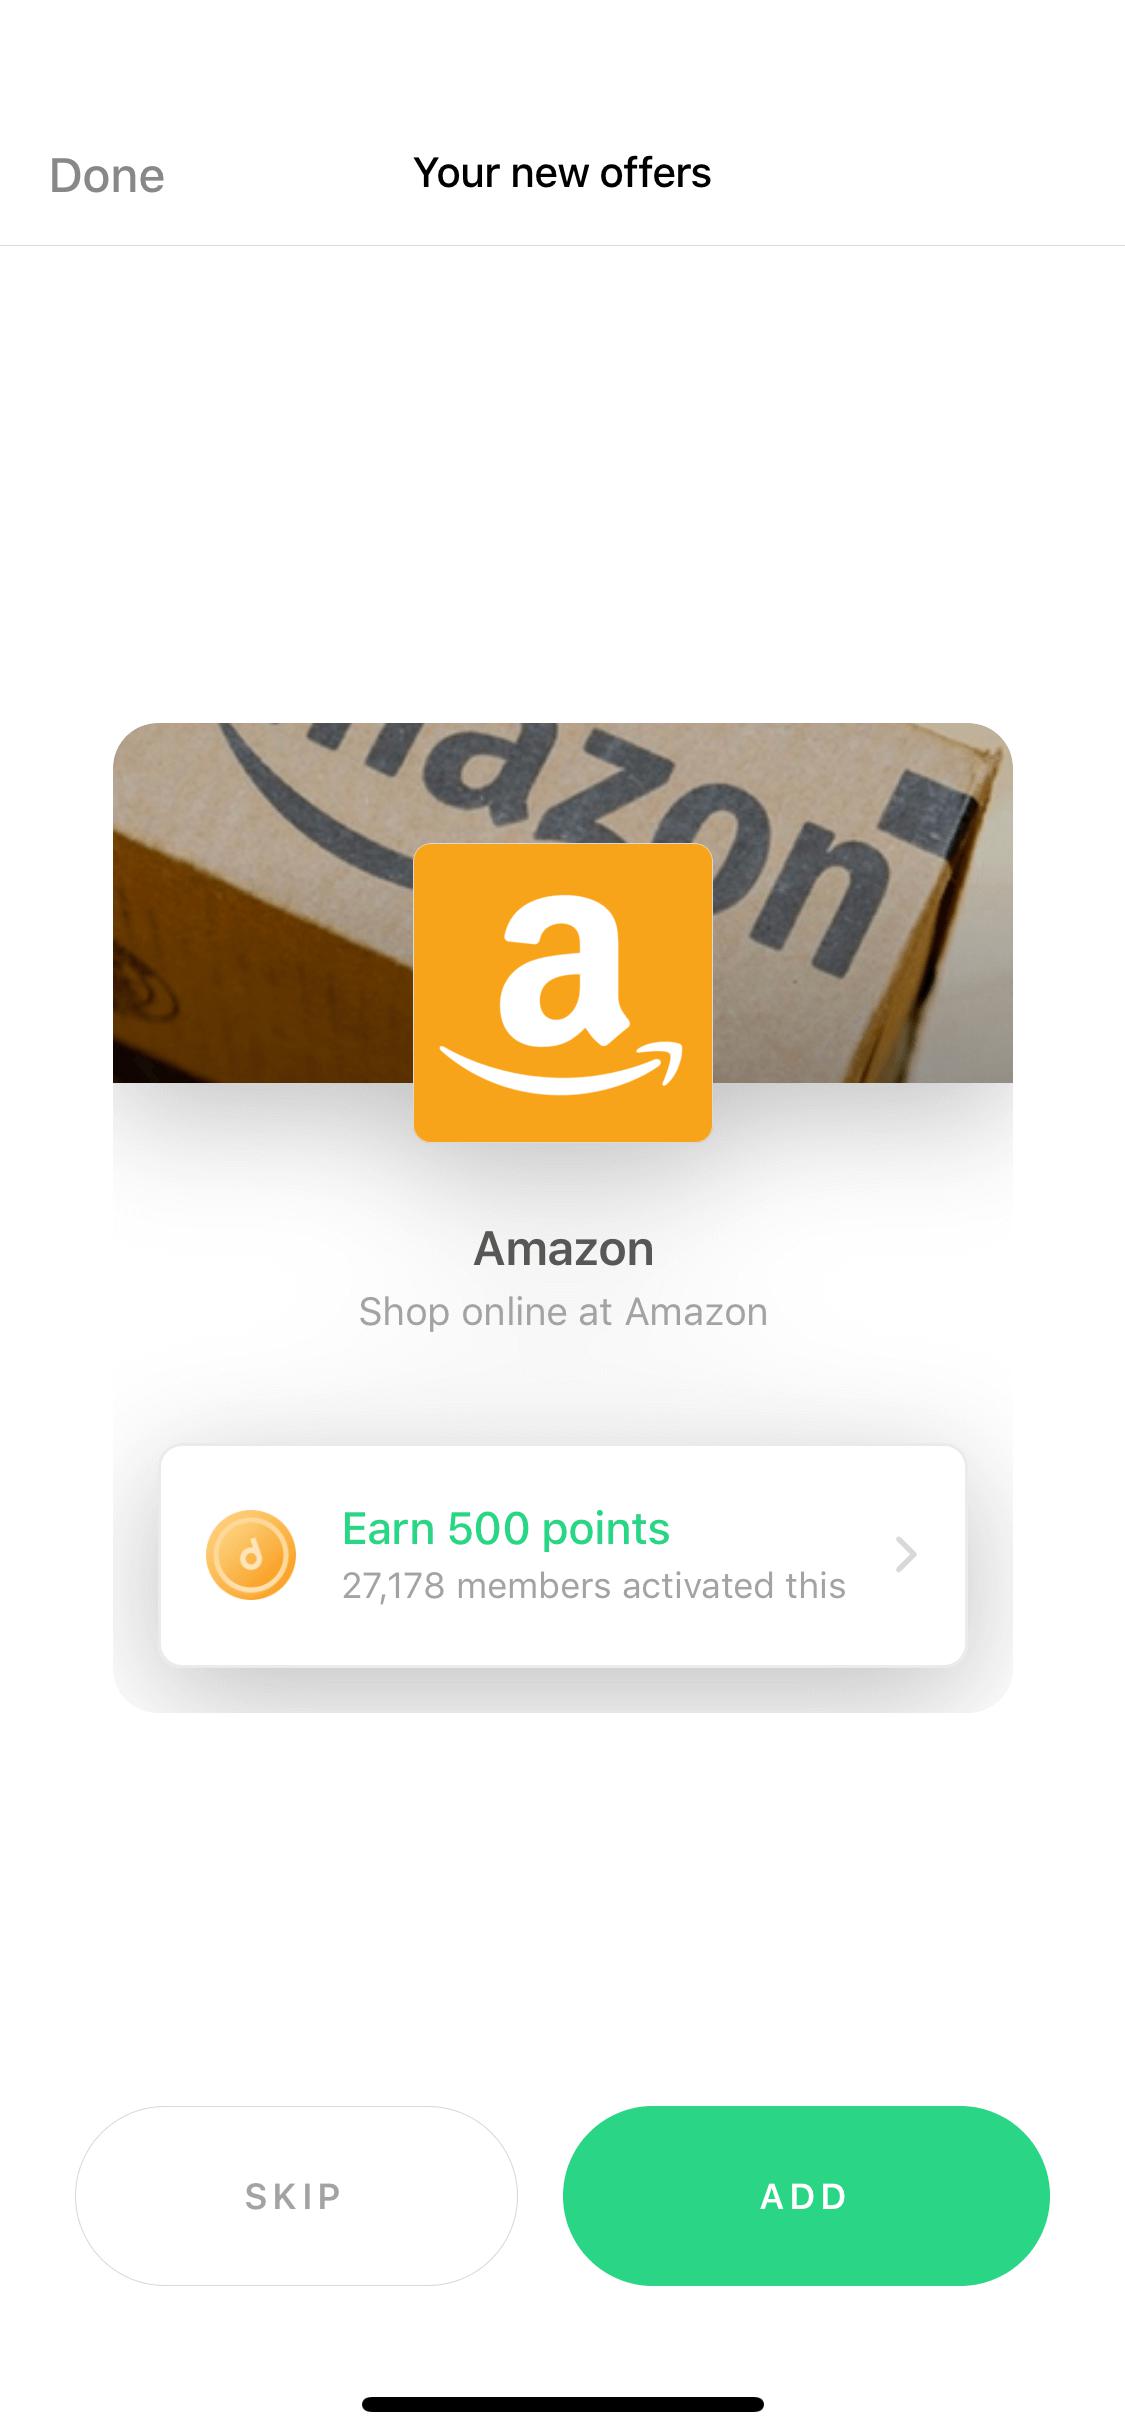 Done
Your new offers
amazon
a
Amazon
Shop online at Amazon
Earn 500 points
27,178 members activated this
SKIP
ADD